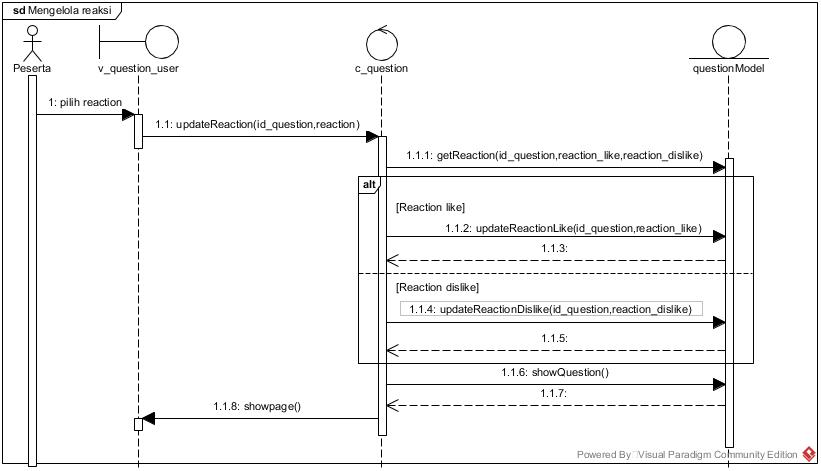 sd Mengelola reaksi
Peserta
v_question_user
c_question
questionModel
1: pilih reaction
1.1: updateReaction(id_question,reaction)
1.1.1: getReaction(id_question,reaction_like,reaction_dislike)
alt
[Reaction like]
1.1.2: updateReactionLike(id_question,reaction_like)
1.1.3:
[Reaction dislike]
1.1.4: updateReactionDislike(id_question,reaction_dislike)
1.1.5:
1.1.6: showQuestion()
1.1.7:
1.1.8: showpage()
Powered By Visual Paradigm Community Edition